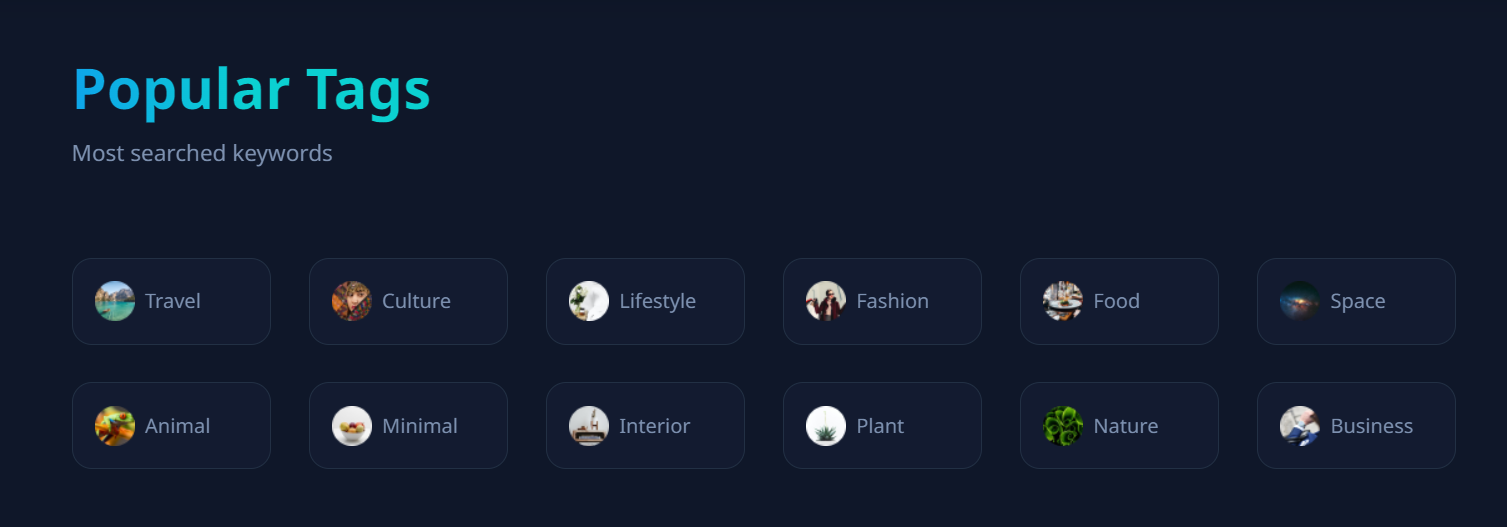 Popular Tags
Most searched keywords
Travel
Culture
Lifestyle
Fashion
Food
Space
Animal
Minimal
Interior
Plant
Nature
Business